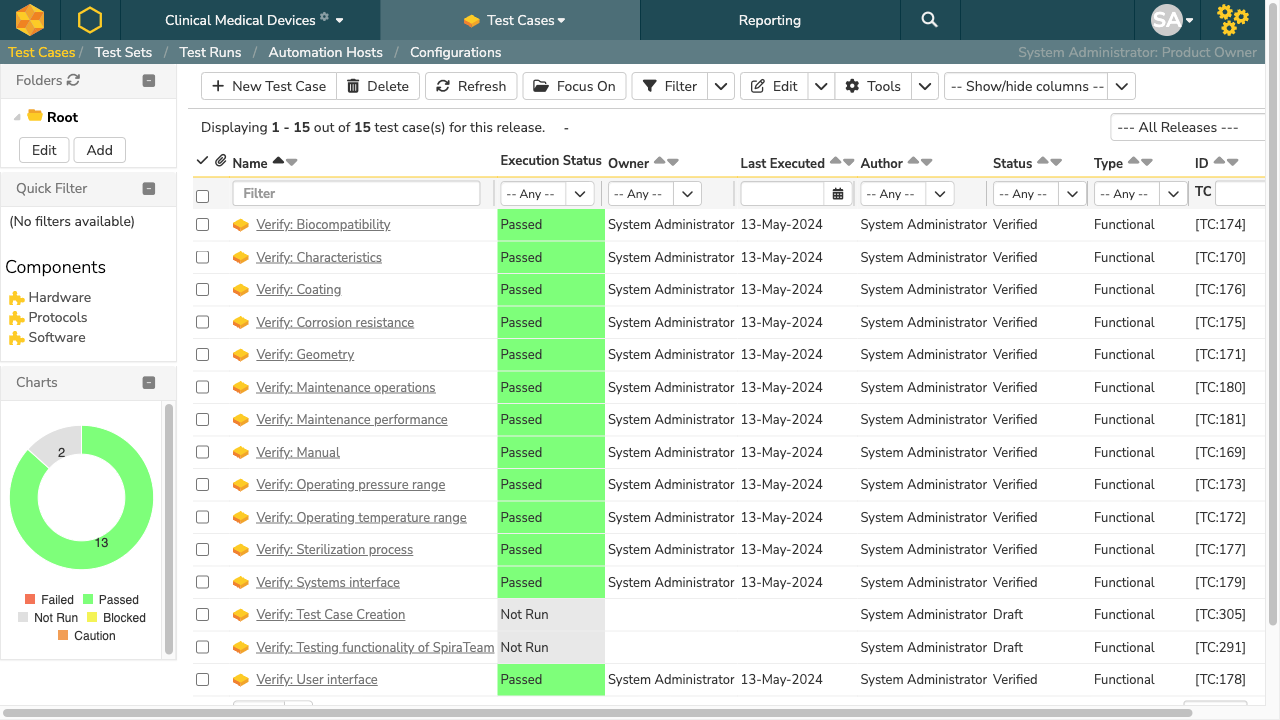 Clinical Medical Devices
Test Cases
Reporting
SA
Test Cases / Test Sets Test Runs Automation Hosts Configurations
System Administrator: Product Owner
Folders
Root
Edit Add
Quick Filter
(No filters available)
Components
Hardware
Protocols
Software
Charts
2
13
Failed Passed
Not Run Blocked
Caution
New Test Case Delete Refresh Focus On Filter Edit Tools -- Show/hide columns --
Displaying 1 - 15 out of 15 test case(s) for this release. -
--- All Releases ---
Name Execution Status Owner Last Executed Author Status Type ID
Filter -- Any -- -- Any -- -- Any -- -- Any -- -- Any -- TC
Verify: Biocompatibility Passed System Administrator 13-May-2024 System Administrator Verified Functional [TC:174]
Verify: Characteristics Passed System Administrator 13-May-2024 System Administrator Verified Functional [TC:170]
Verify: Coating Passed System Administrator 13-May-2024 System Administrator Verified Functional [TC:176]
Verify: Corrosion resistance Passed System Administrator 13-May-2024 System Administrator Verified Functional [TC:175]
Verify: Geometry Passed System Administrator 13-May-2024 System Administrator Verified Functional [TC:171]
Verify: Maintenance operations Passed System Administrator 13-May-2024 System Administrator Verified Functional [TC:180]
Verify: Maintenance performance Passed System Administrator 13-May-2024 System Administrator Verified Functional [TC:181]
Verify: Manual Passed System Administrator 13-May-2024 System Administrator Verified Functional [TC:169]
Verify: Operating pressure range Passed System Administrator 13-May-2024 System Administrator Verified Functional [TC:173]
Verify: Operating temperature range Passed System Administrator 13-May-2024 System Administrator Verified Functional [TC:172]
Verify: Sterilization process Passed System Administrator 13-May-2024 System Administrator Verified Functional [TC:177]
Verify: Systems interface Passed System Administrator 13-May-2024 System Administrator Verified Functional [TC:179]
Verify: Test Case Creation Not Run System Administrator Draft Functional [TC:305]
Verify: Testing functionality of SpiraTeam Not Run System Administrator Draft Functional [TC:291]
Verify: User interface Passed System Administrator 13-May-2024 System Administrator Verified Functional [TC:178]